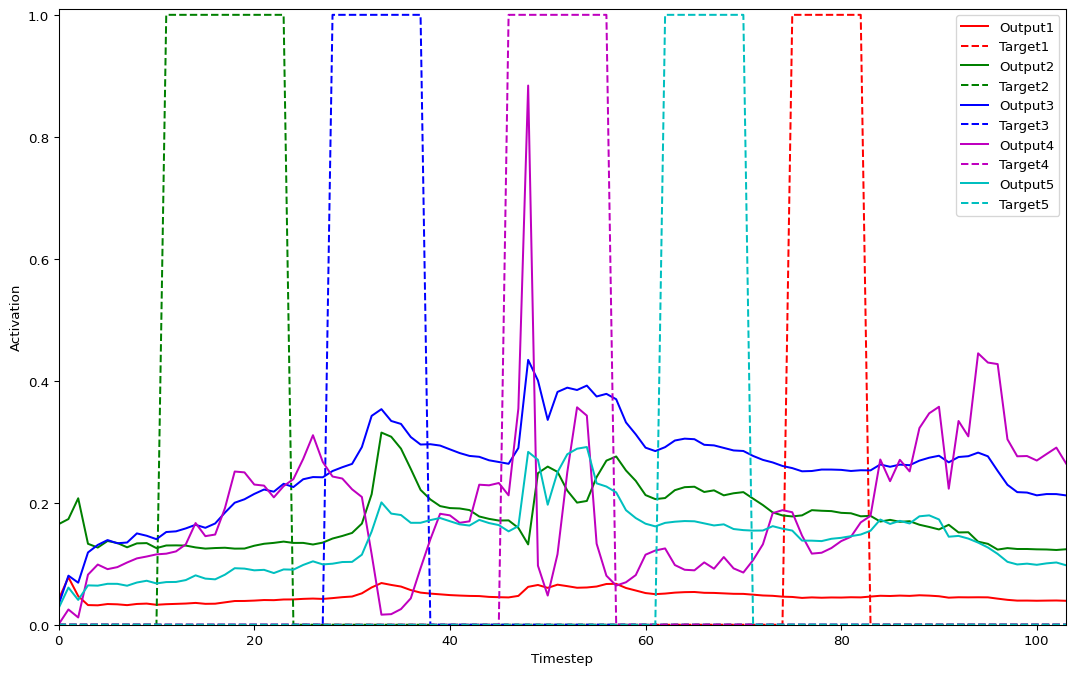 1.0
0.8
0.6
0.4
0.2
0.0
Activation
0
20
40
60
80
100
Timestep
Output1
Target1
Output2
Target2
Output3
Target3
Output4
Target4
Output5
Target5